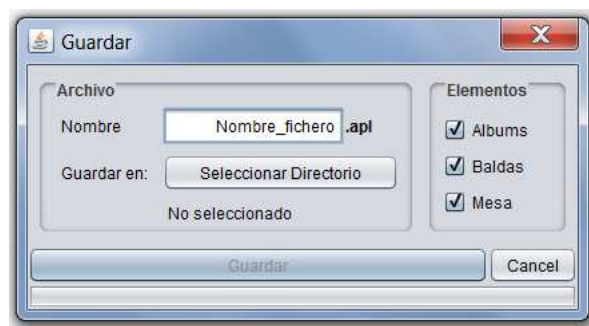 Guardar
Archivo
Nombre Nombre_fichero .apl
Guardar en: Seleccionar Directorio
No seleccionado
Elementos
Albums
Baldas
Mesa
Guardar Cancel